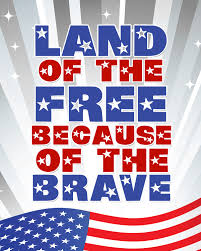 LAND
OF THE
FREE
BECAUSE
OF THE
BRAVE